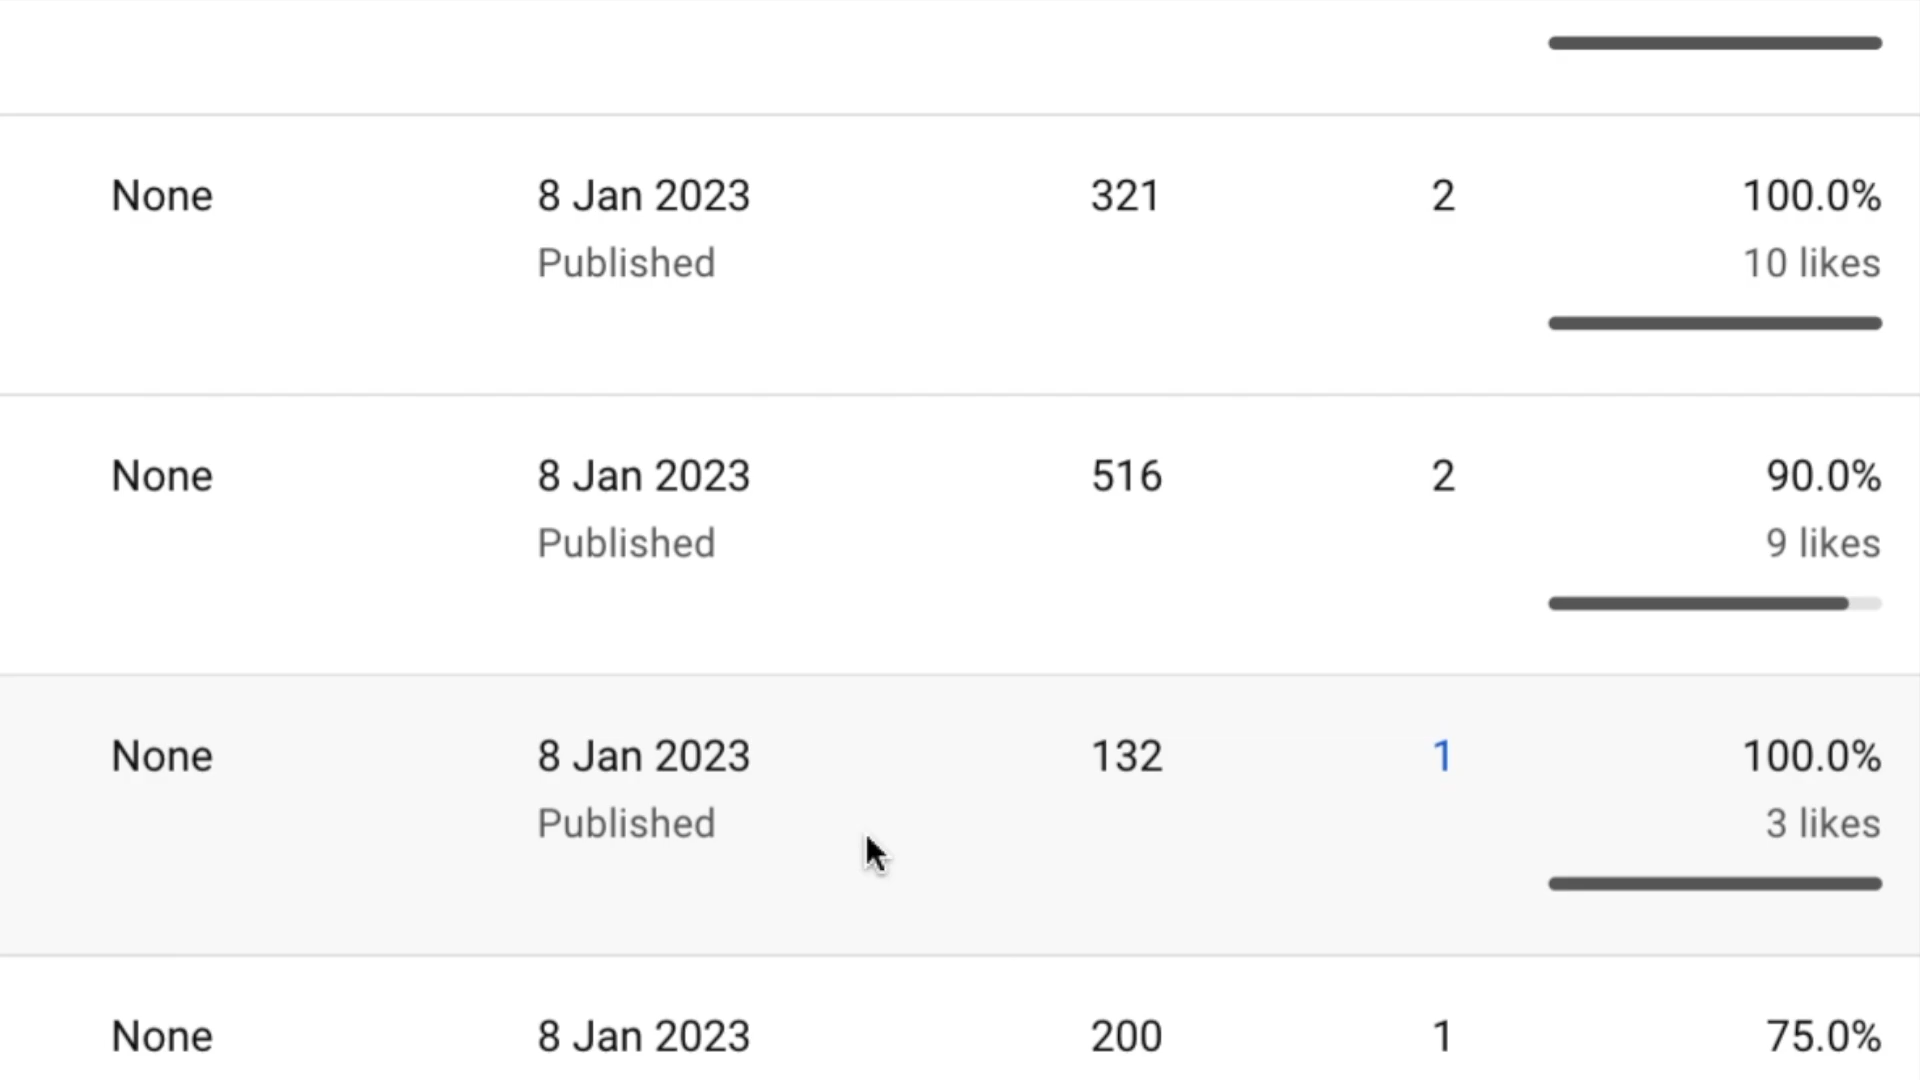 None 8 Jan 2023 321 2 100.0%
Published 10 likes
None 8 Jan 2023 516 2 90.0%
Published 9 likes
None 8 Jan 2023 132 1 100.0%
Published 3 likes
None 8 Jan 2023 200 1 75.0%